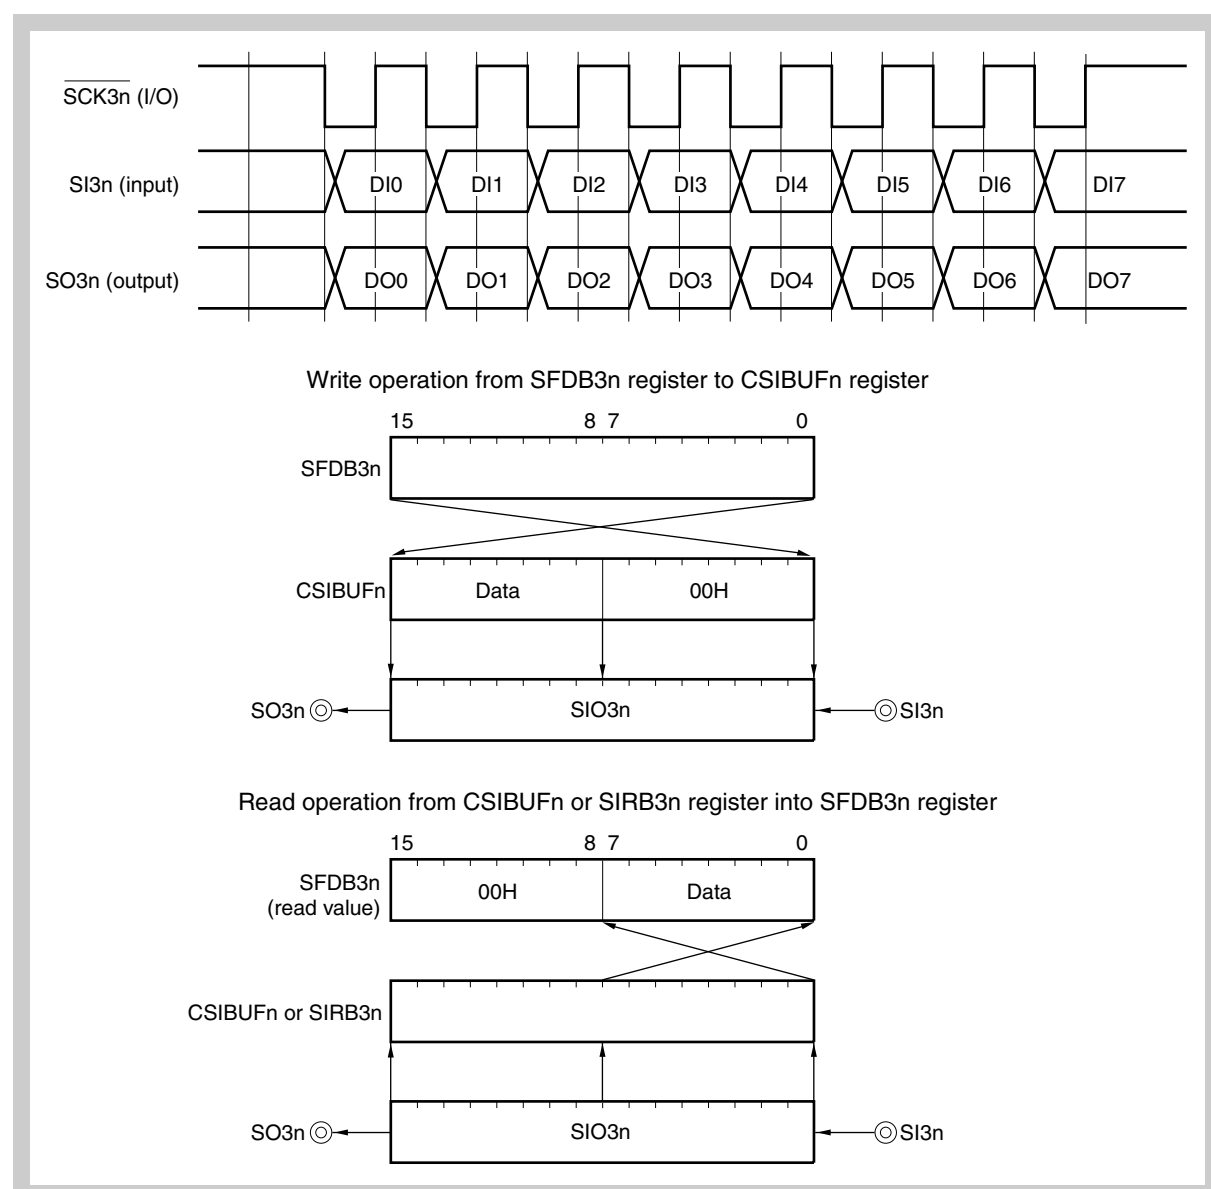 SCK3n (I/O)
SI3n (input) DI0 DI1 DI2 DI3 DI4 DI5 DI6 DI7
SO3n (output) DO0 DO1 DO2 DO3 DO4 DO5 DO6 DO7
Write operation from SFDB3n register to CSIBUFn register
15 8 7 0
SFDB3n
CSIBUFn Data 00H
SO3n SIO3n SI3n
Read operation from CSIBUFn or SIRB3n register into SFDB3n register
15 8 7 0
SFDB3n
(read value) 00H Data
CSIBUFn or SIRB3n
SO3n SIO3n SI3n